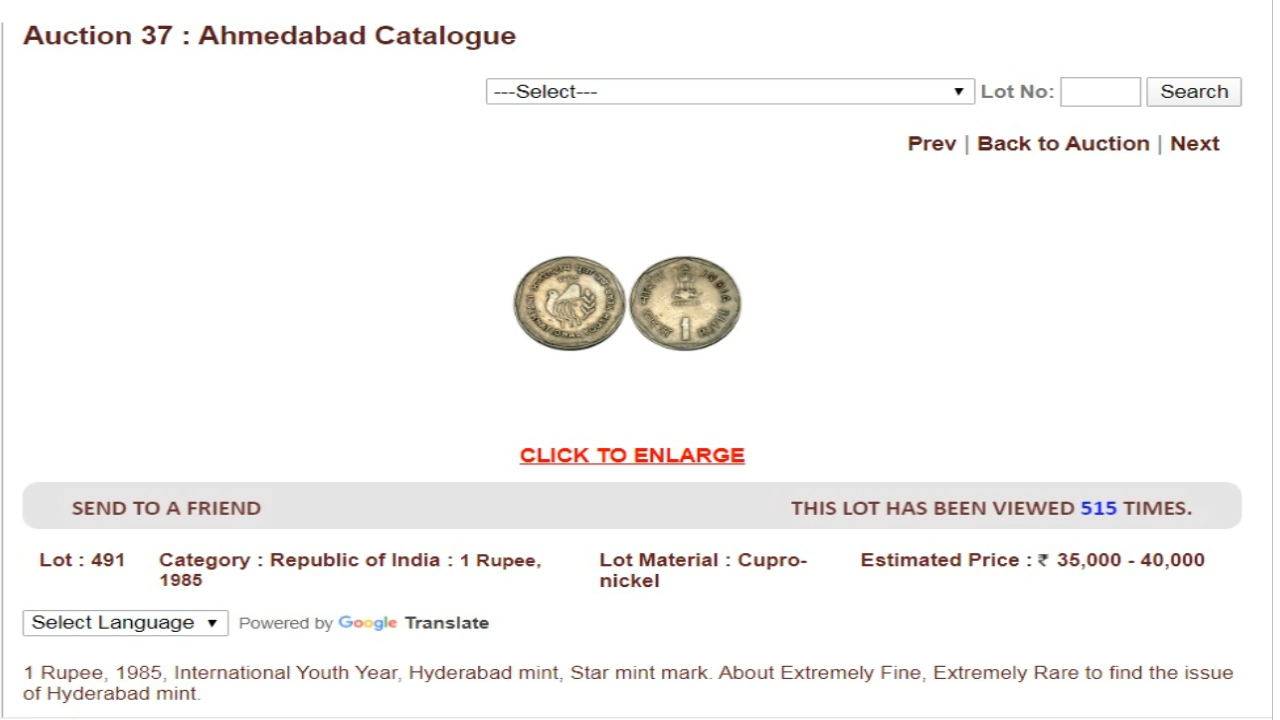 Auction 37 : Ahmedabad Catalogue
---Select--- Lot No: Search
Prev | Back to Auction | Next
INDIA
1
CLICK TO ENLARGE
SEND TO A FRIEND THIS LOT HAS BEEN VIEWED 515 TIMES.
Lot : 491 Category : Republic of India : 1 Rupee, Lot Material : Cupro- Estimated Price : ₹ 35,000 - 40,000
1985 nickel
Select Language Powered by Google Translate
1 Rupee, 1985, International Youth Year, Hyderabad mint, Star mint mark. About Extremely Fine, Extremely Rare to find the issue
of Hyderabad mint.